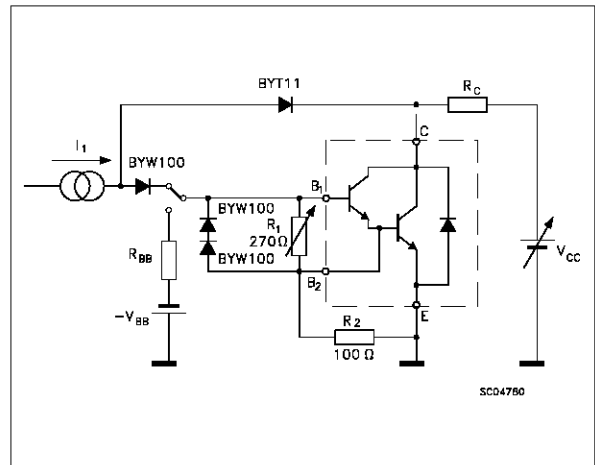 BYT11
R_C
C
I_1
BYW100
B_1
BYW100
R_1
270Ω
R_BB
BYW100
B_2
V_CC
-V_BB
R_2
E
100 Ω
SC04760